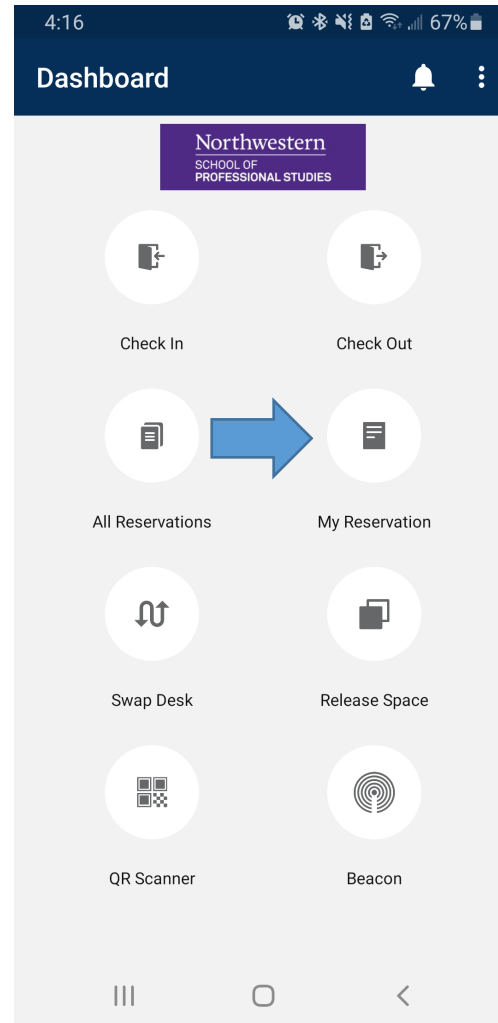 4:16 67%
Dashboard
Northwestern
SCHOOL OF
PROFESSIONAL STUDIES
Check In Check Out
All Reservations My Reservation
Swap Desk Release Space
QR Scanner Beacon